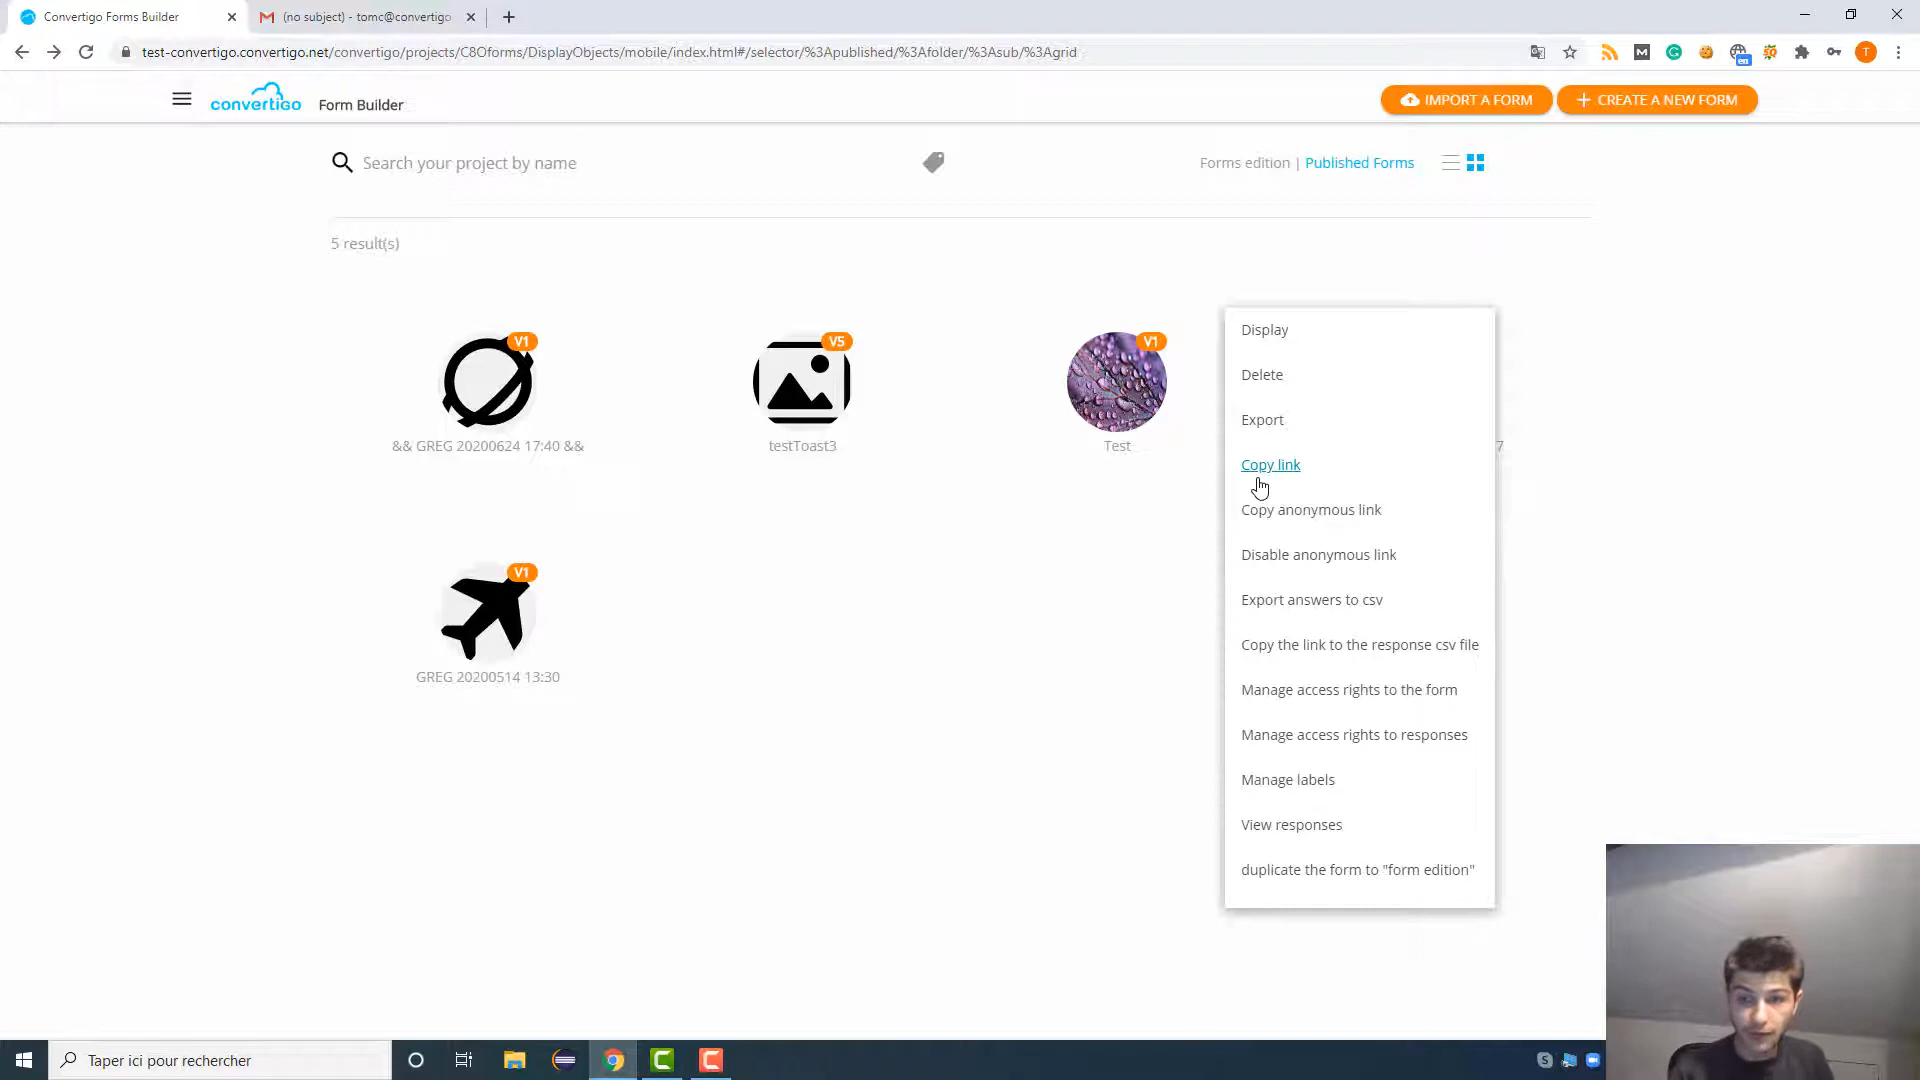 Convertigo Forms Builder
(no subject) - tomc@convertigo
test-convertigo.convertigo.net/convertigo/projects/C8Oforms/DisplayObjects/mobile/index.html#/selector/%3Apublished/%3Afolder/%3Asub/%3Agrid
en
T
convertigo
Form Builder
IMPORT A FORM
CREATE A NEW FORM
Search your project by name
Forms edition | Published Forms
5 result(s)
V1
V5
V1
&& GREG 20200624 17:40 &&
testToast3
Test
7
V1
GREG 20200514 13:30
Display
Delete
Export
Copy link
Copy anonymous link
Disable anonymous link
Export answers to csv
Copy the link to the response csv file
Manage access rights to the form
Manage access rights to responses
Manage labels
View responses
duplicate the form to "form edition"
Taper ici pour rechercher